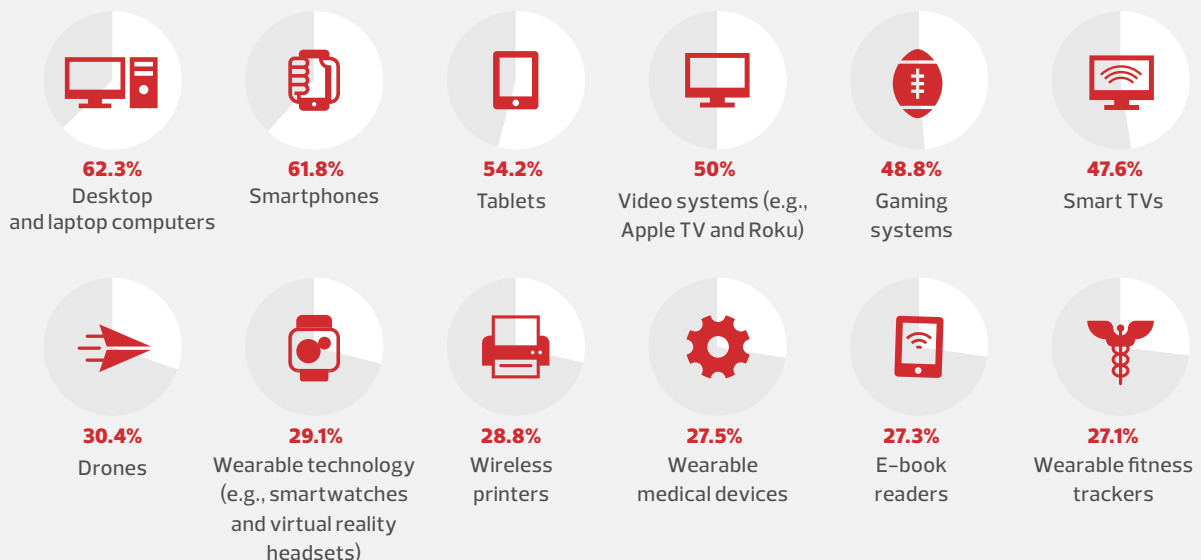 62.3%
Desktop
and laptop computers
61.8%
Smartphones
54.2%
Tablets
50%
Video systems (e.g.,
Apple TV and Roku)
48.8%
Gaming
systems
47.6%
Smart TVs
30.4%
Drones
29.1%
Wearable technology
(e.g., smartwatches
and virtual reality
headsets)
28.8%
Wireless
printers
27.5%
Wearable
medical devices
27.3%
E-book
readers
27.1%
Wearable fitness
trackers